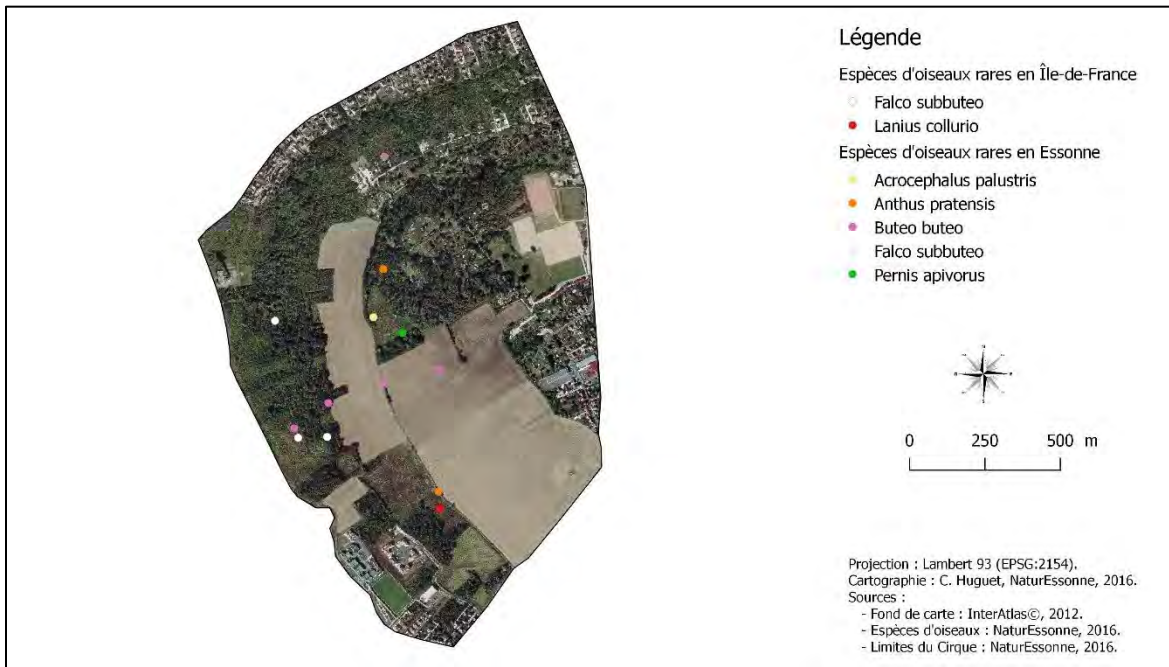 Légende
Espèces d'oiseaux rares en Île-de-France
Falco subbuteo
Lanius collurio
Espèces d'oiseaux rares en Essonne
Acrocephalus palustris
Anthus pratensis
Buteo buteo
Falco subbuteo
Pernis apivorus
0 250 500 m
Projection : Lambert 93 (EPSG:2154).
Cartographie : C. Huguet, NaturEssonne, 2016.
Sources :
- Fond de carte : InterAtlas©, 2012.
- Espèces d'oiseaux : NaturEssonne, 2016.
- Limites du Cirque : NaturEssonne, 2016.